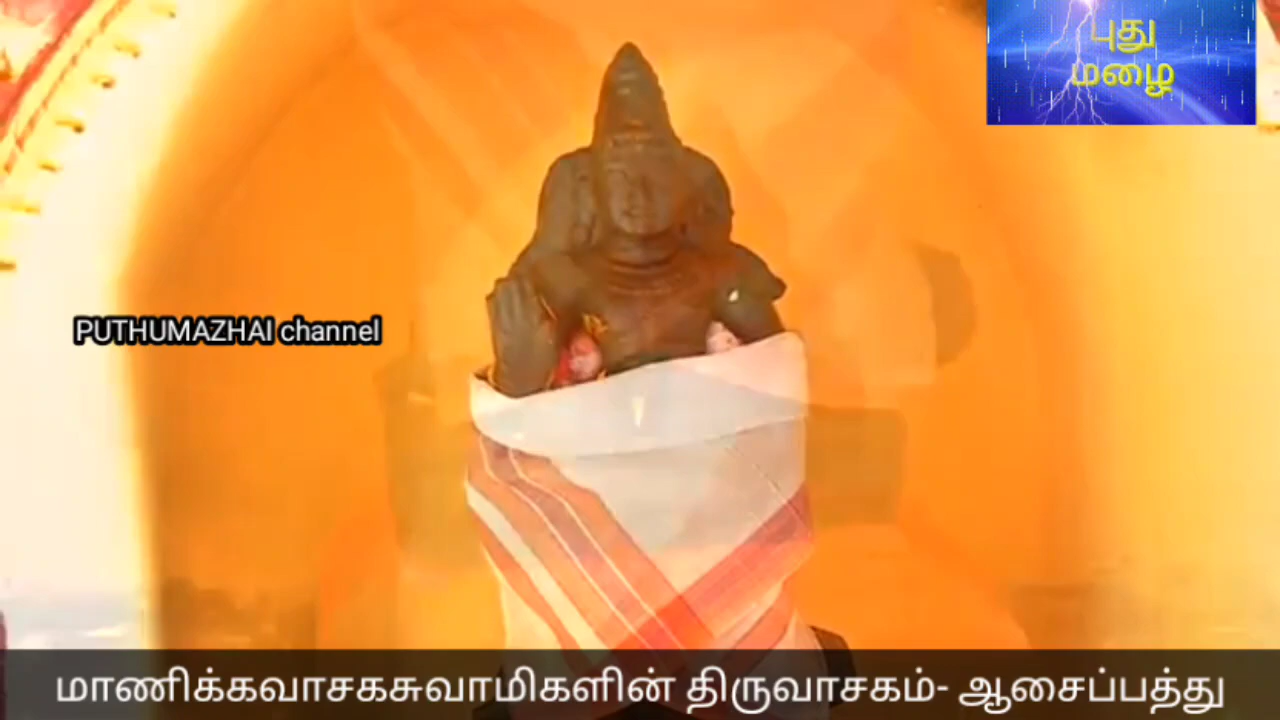 புது
மழை
PUTHUMAZHAI channel
மாணிக்கவாசகசுவாமிகளின் திருவாசகம்- ஆசைப்பத்து